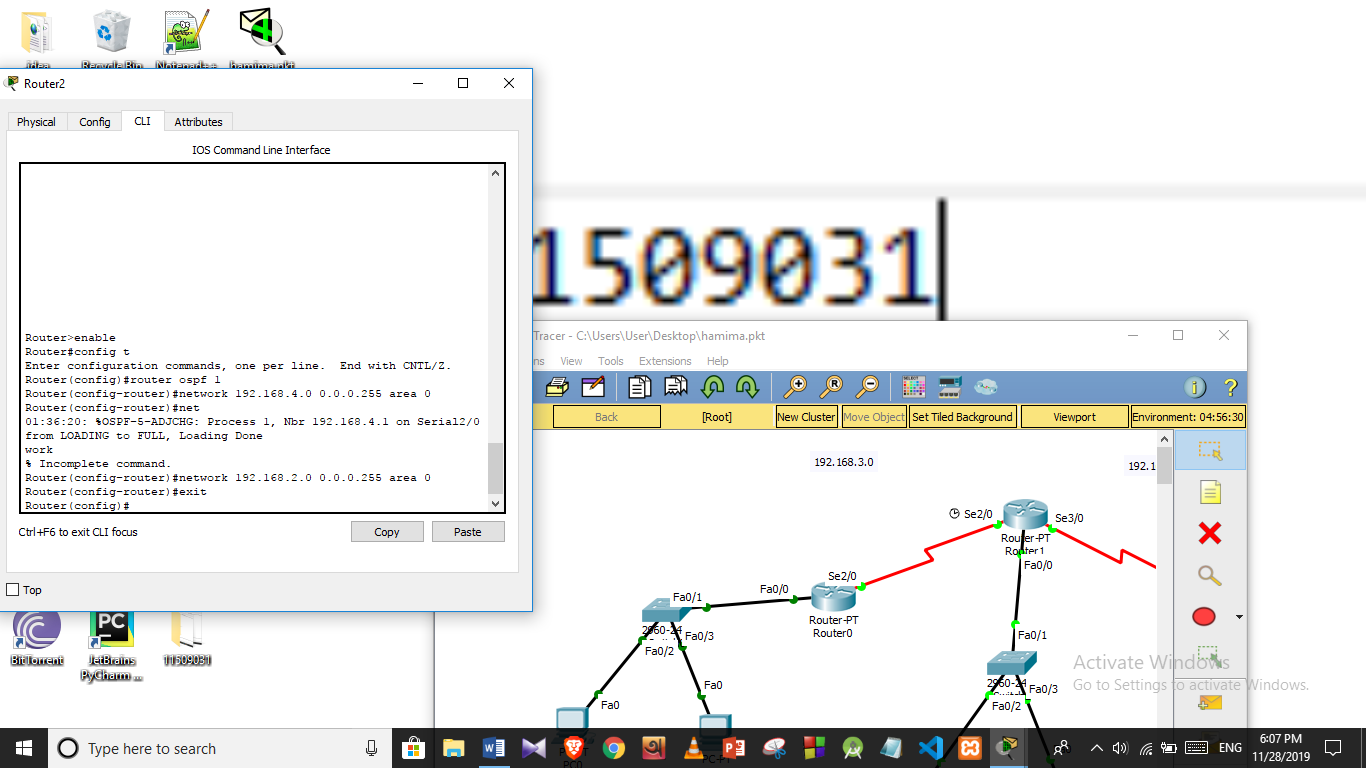 idea
Recycle Bin
Notepad++
hamima.pkt
Router2
Physical
Config
CLI
Attributes
IOS Command Line Interface
Router>enable
Router#config t
Enter configuration commands, one per line.  End with CNTL/Z.
Router(config)#router ospf 1
Router(config-router)#network 192.168.4.0 0.0.0.255 area 0
Router(config-router)#net
01:36:20: %OSPF-5-ADJCHG: Process 1, Nbr 192.168.4.1 on Serial2/0
from LOADING to FULL, Loading Done
work
% Incomplete command.
Router(config-router)#network 192.168.2.0 0.0.0.255 area 0
Router(config-router)#exit
Router(config)#
Ctrl+F6 to exit CLI focus
Copy
Paste
Top
1509031
Tracer - C:\Users\User\Desktop\hamima.pkt
ns
View
Tools
Extensions
Help
Back
[Root]
New Cluster
Move Object
Set Tiled Background
Viewport
Environment: 04:56:30
192.168.3.0
192.1
Se2/0
Se3/0
Router-PT
Router1
Fa0/0
Se2/0
Fa0/0
Router-PT
Router0
Fa0/1
2960-24
Fa0/3
Fa0/2
Fa0
Fa0
Fa0/1
2960-24
Fa0/3
Fa0/2
PC0
Activate Windows
Go to Settings to activate Windows.
BitTorrent
JetBrains
PyCharm ...
11509031
Type here to search
ENG
6:07 PM
11/28/2019